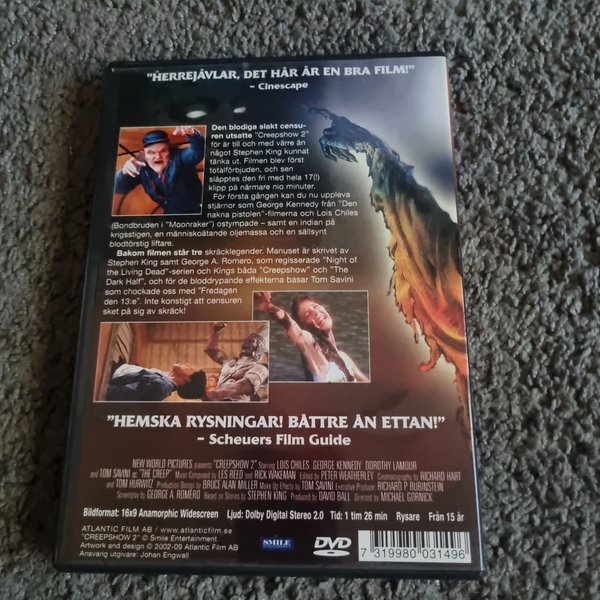 "HERREJÄVLAR, DET HÄR ÄR EN BRA FILM!"
– Cinescape
Den blodiga slakt censu-
ren utsatte "Creepshow 2"
för är till och med värre än
något Stephen King kunnat
tänka ut. Filmen blev först
totalförbjuden, och sen
släpptes den fri med hela 17(!)
klipp på närmare nio minuter.
För första gången kan du nu uppleva
stjärnor som George Kennedy från "Den
nakna pistolen"-filmerna och Lois Chiles
(Bondbruden i "Moonraker") ostympade – samt en indian på
krigsstigen, en människoätande oljemassa och en sällsynt
blodtörstig liftare.
Bakom filmen står tre skräcklegender. Manuset är skrivet av
Stephen King samt George A. Romero, som regisserade "Night of
the Living Dead"-serien och Kings båda "Creepshow" och "The
Dark Half", och för de bloddrypande effekterna basar Tom Savini
som chockade oss med "Fredagen
den 13:e". Inte konstigt att censuren
sket på sig av skräck!
"HEMSKA RYSNINGAR! BÄTTRE ÄN ETTAN!"
– Scheuers Film Guide
NEW WORLD PICTURES presents "CREEPSHOW 2" Starring LOIS CHILES GEORGE KENNEDY DOROTHY LAMOUR
and TOM SAVINI as "THE CREEP" Music Composed by LES REED and RICK WAKEMAN Edited by PETER WEATHERLEY Cinematography by RICHARD HART
and TOM HURWITZ Production Design by BRUCE ALAN MILLER Make Up Effects by TOM SAVINI Executive Producer RICHARD P. RUBINSTEIN
Screenplay by GEORGE A. ROMERO Based on Stories by STEPHEN KING Produced by DAVID BALL Directed by MICHAEL GORNICK
Bildformat: 16x9 Anamorphic Widescreen Ljud: Dolby Digital Stereo 2.0 Tid: 1 tim 26 min Rysare Från 15 år
ATLANTIC FILM AB / www.atlanticfilm.se
"CREEPSHOW 2" © Smile Entertainment
Artwork and design © 2002-09 Atlantic Film AB
Ansvarig utgivare: Johan Engwall
SMILE
DVD
7 319980 031496